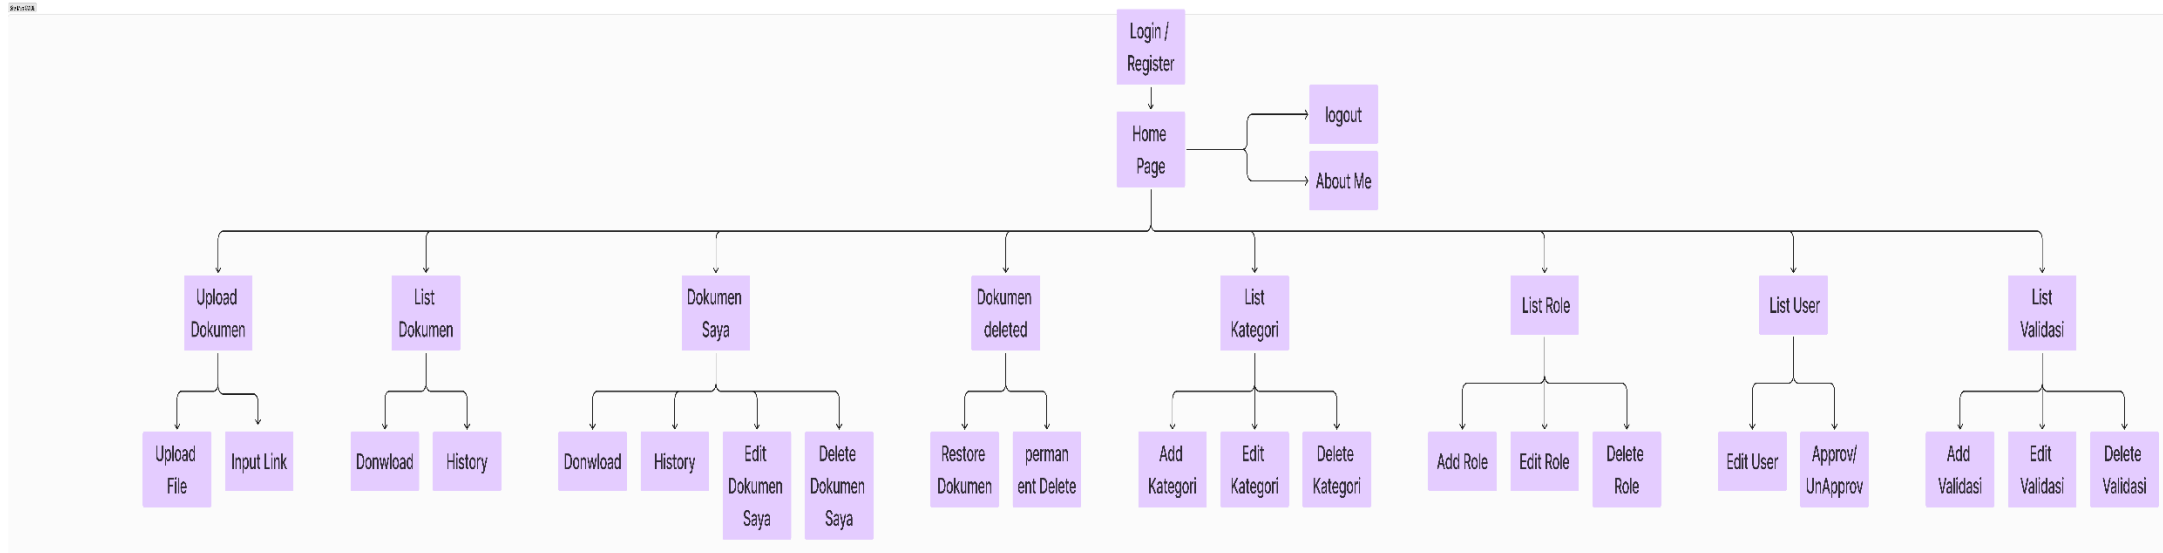 Login /
Register
Home
Page
logout
About Me
Upload
Dokumen
List
Dokumen
Dokumen
Saya
Dokumen
deleted
List
Kategori
List Role
List User
List
Validasi
Upload
File
Input Link
Donwload
History
Donwload
History
Edit
Dokumen
Saya
Delete
Dokumen
Saya
Restore
Dokumen
perman
ent Delete
Add
Kategori
Edit
Kategori
Delete
Kategori
Add Role
Edit Role
Delete
Role
Edit User
Approv/
UnApprov
Add
Validasi
Edit
Validasi
Delete
Validasi